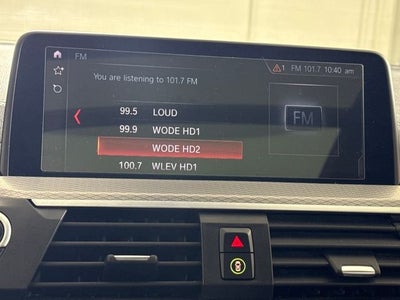 FM
1 FM 101.7 10:40 am
You are listening to 101.7 FM
99.5 LOUD
99.9 WODE HD1
WODE HD2
100.7 WLEV HD1
FM